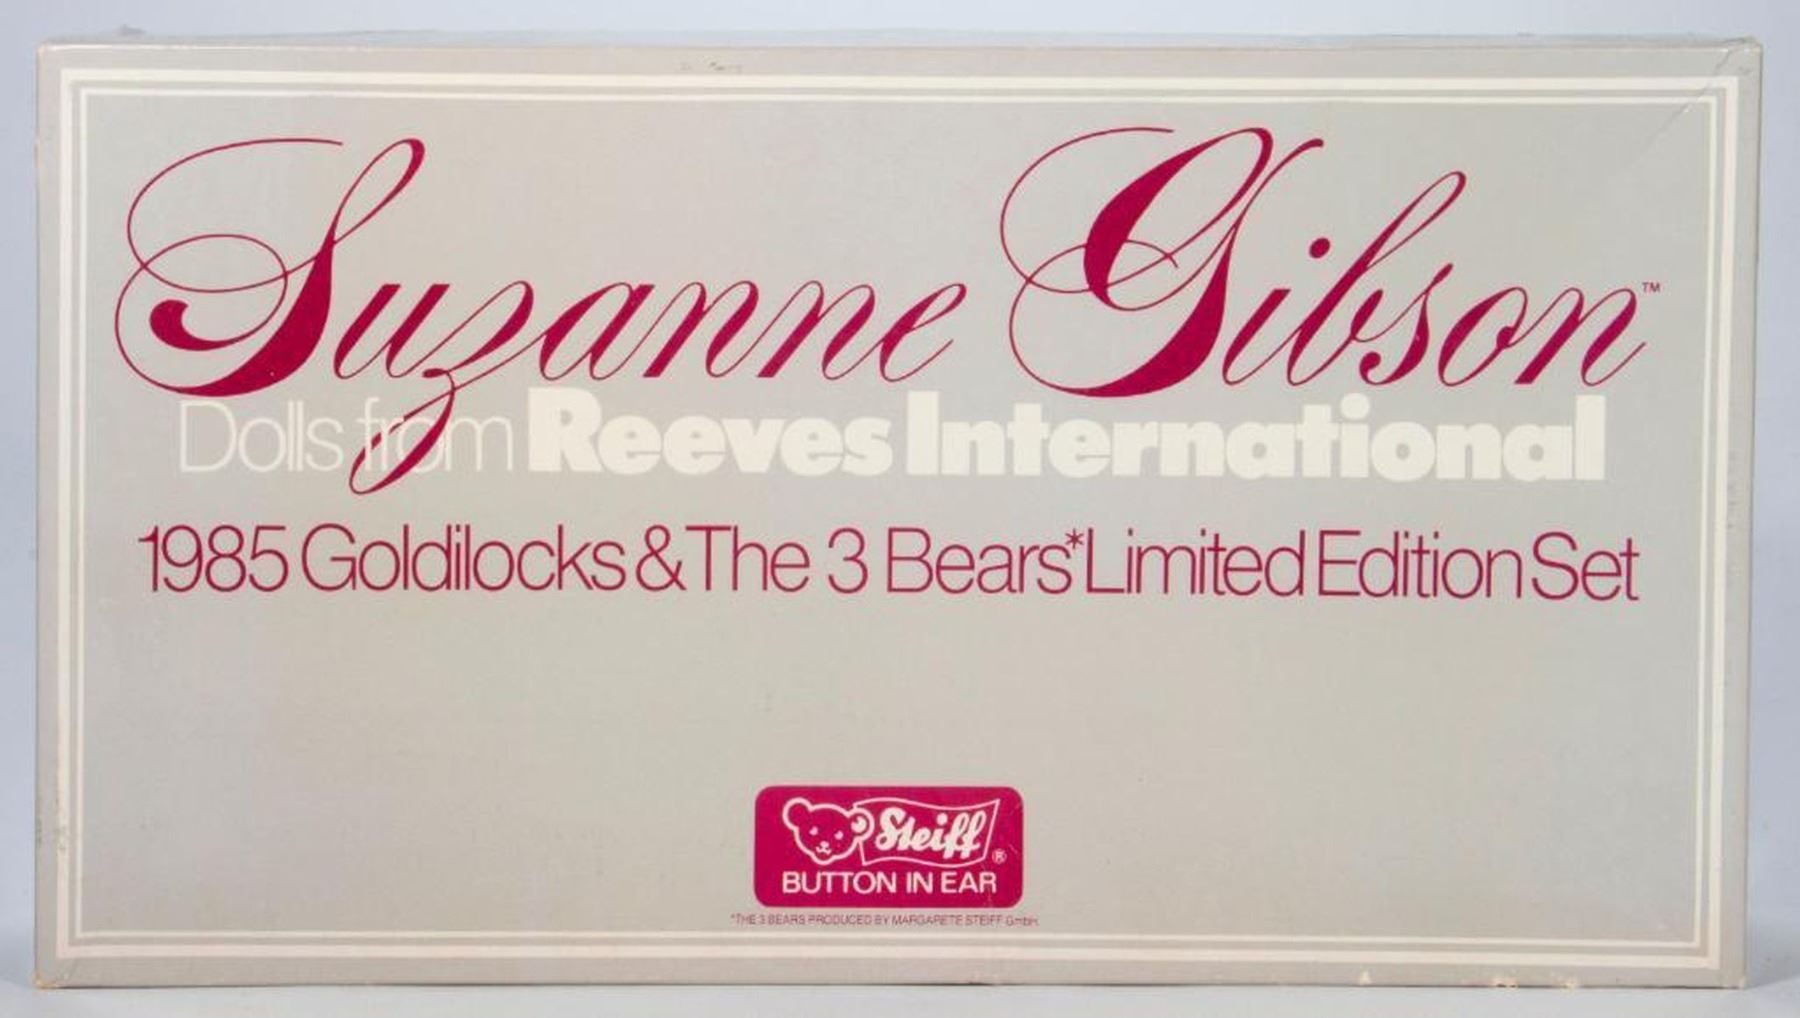 Suzanne Gibson™
Dolls from Reeves International
1985 Goldilocks & The 3 Bears* Limited Edition Set
Steiff®
BUTTON IN EAR
*THE 3 BEARS PRODUCED BY MARGARETE STEIFF GmbH.